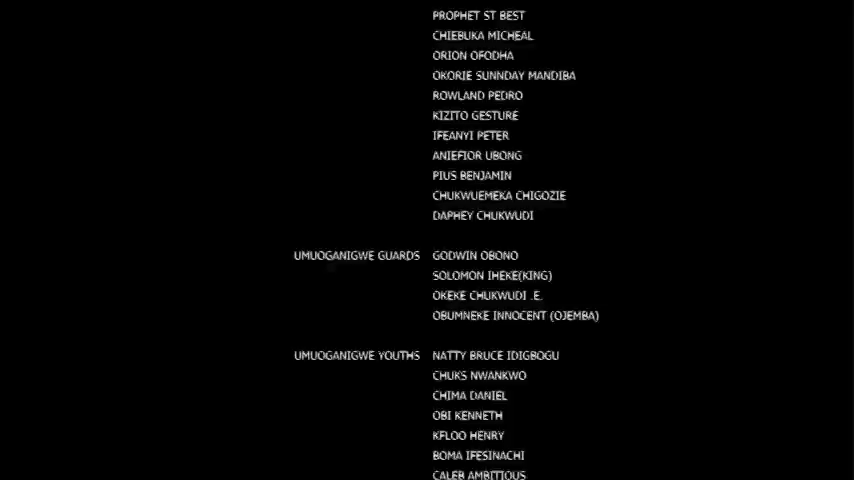 PROPHET ST BEST
CHIEBUKA MICHEAL
ORION OFODHA
OKORIE SUNNDAY MANDIBA
ROWLAND PEDRO
KIZITO GESTURE
IFEANYI PETER
ANIEFIOR UBONG
PIUS BENJAMIN
CHUKWUEMEKA CHIGOZIE
DAPHEY CHUKWUDI
UMUOGANIGWE GUARDS GODWIN OBONO
SOLOMON IHEKE(KING)
OKEKE CHUKWUDI .E.
OBUMNEKE INNOCENT (OJEMBA)
UMUOGANIGWE YOUTHS NATTY BRUCE IDIGBOGU
CHUKS NWANKWO
CHIMA DANIEL
OBI KENNETH
KFLOO HENRY
BOMA IFESINACHI
CALEB AMBITIOUS